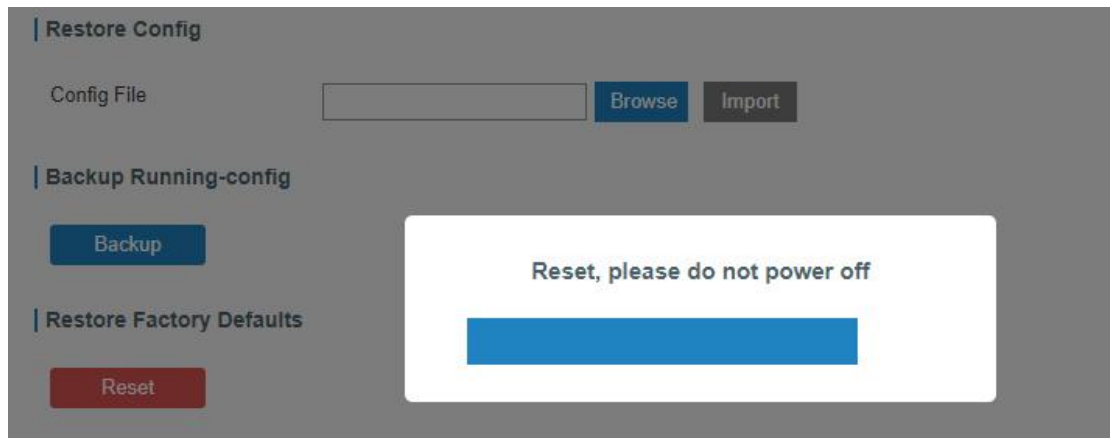 Restore Config
Config File
Browse
Import
Backup Running-config
Backup
Reset, please do not power off
Restore Factory Defaults
Reset